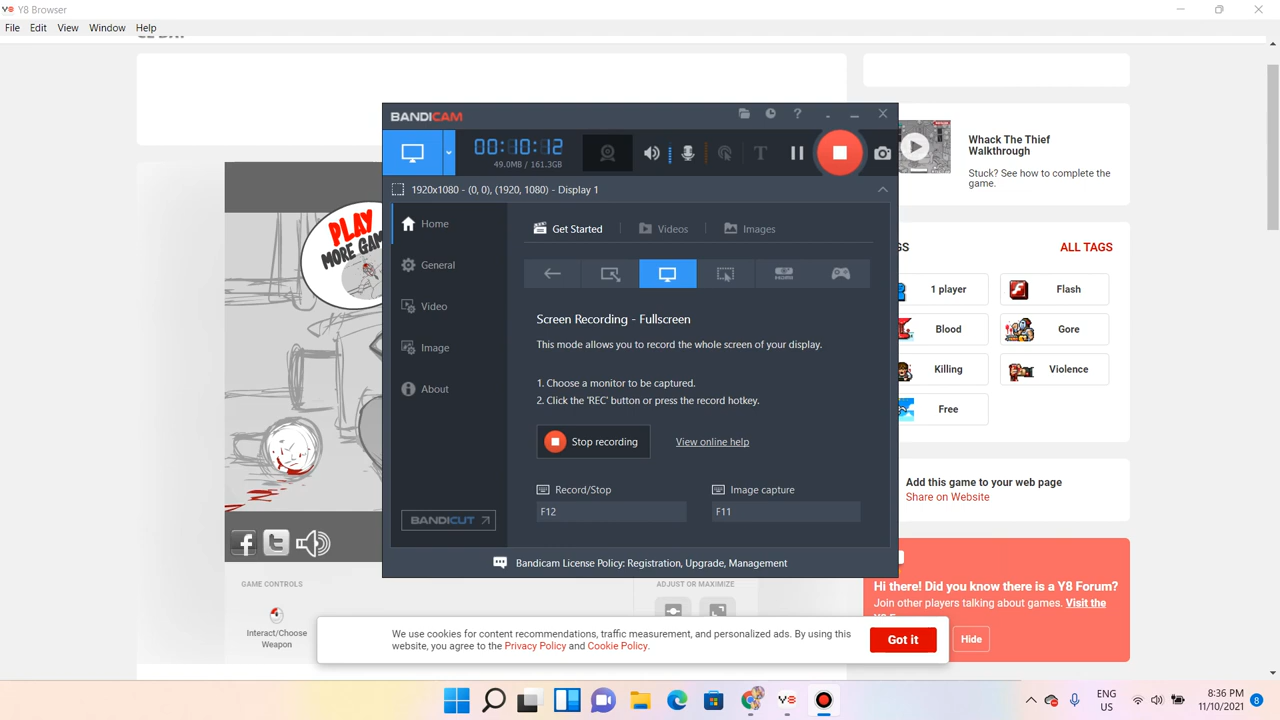 Y8 Browser
File Edit View Window Help
BANDICAM
00:10:12
49.0MB / 161.3GB
1920x1080 - (0, 0), (1920, 1080) - Display 1
Home
General
Video
Image
About
BANDICUT
Get Started
Videos
Images
Screen Recording - Fullscreen
This mode allows you to record the whole screen of your display.
1. Choose a monitor to be captured.
2. Click the 'REC' button or press the record hotkey.
Stop recording
View online help
Record/Stop
F12
Image capture
F11
Bandicam License Policy: Registration, Upgrade, Management
PLAY
MORE GAM
GAME CONTROLS
Interact/Choose
Weapon
ADJUST OR MAXIMIZE
Whack The Thief
Walkthrough
Stuck? See how to complete the
game.
GS
ALL TAGS
1 player
Flash
Blood
Gore
Killing
Violence
Free
Add this game to your web page
Share on Website
Hi there! Did you know there is a Y8 Forum?
Join other players talking about games. Visit the
Hide
We use cookies for content recommendations, traffic measurement, and personalized ads. By using this
website, you agree to the Privacy Policy and Cookie Policy.
Got it
ENG
US
8:36 PM
11/10/2021
8